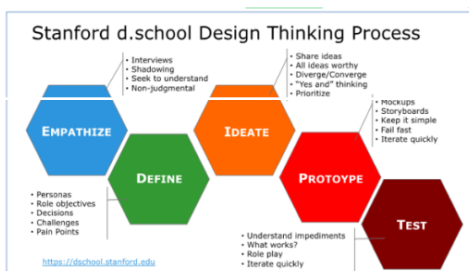 Stanford d.school Design Thinking Process
• Interviews
• Shadowing
• Seek to understand
• Non-judgmental
• Share ideas
• All ideas worthy
• Diverge/Converge
• "Yes and" thinking
• Prioritize
• Mockups
• Storyboards
• Keep it simple
• Fail fast
• Iterate quickly
EMPATHIZE
IDEATE
DEFINE
PROTOYPE
TEST
• Personas
• Role objectives
• Decisions
• Challenges
• Pain Points
• Understand impediments
• What works?
• Role play
• Iterate quickly
https://dschool.stanford.edu